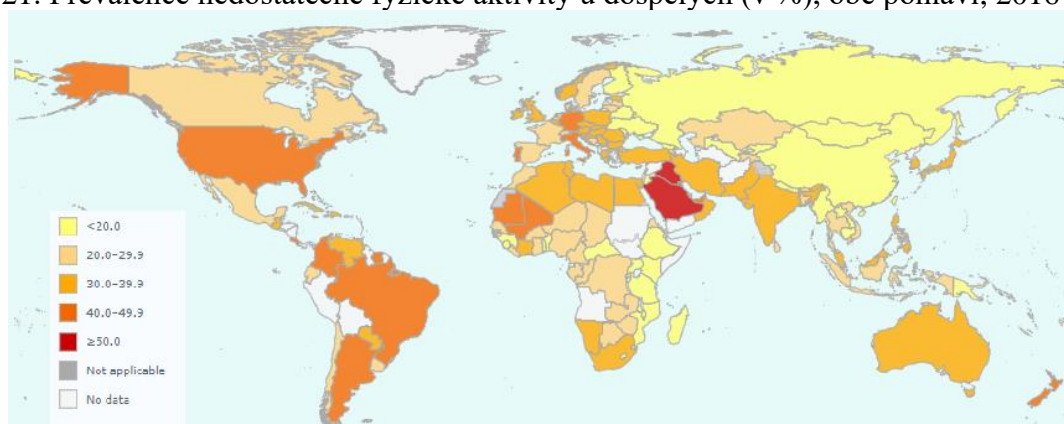 21. Prevalence nedostatečné fyzické aktivity u dospělých (v %), obě pohlaví, 2016
<20.0
20.0–29.9
30.0–39.9
40.0–49.9
≥50.0
Not applicable
No data